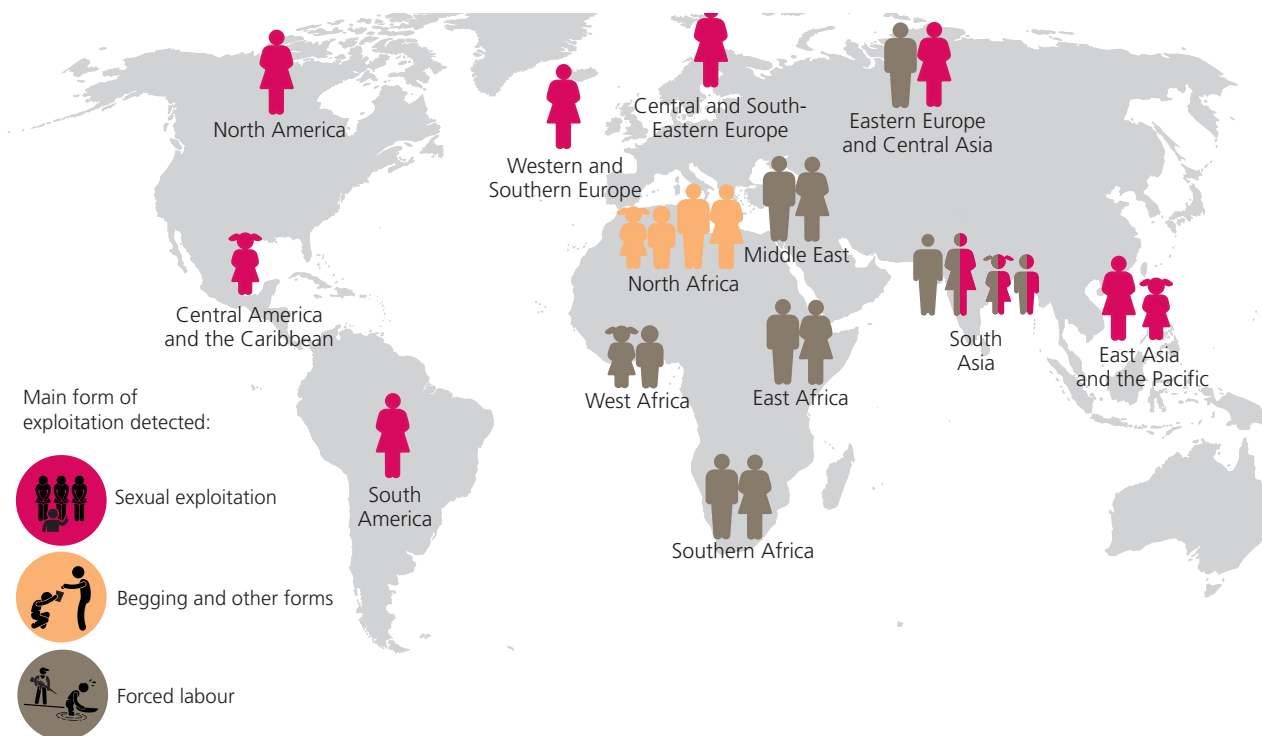 North America
Central and South-
Eastern Europe
Eastern Europe
and Central Asia
Western and
Southern Europe
Middle East
North Africa
Central America
and the Caribbean
South
Asia
East Asia
and the Pacific
West Africa
East Africa
South
America
Southern Africa
Main form of
exploitation detected:
Sexual exploitation
Begging and other forms
Forced labour